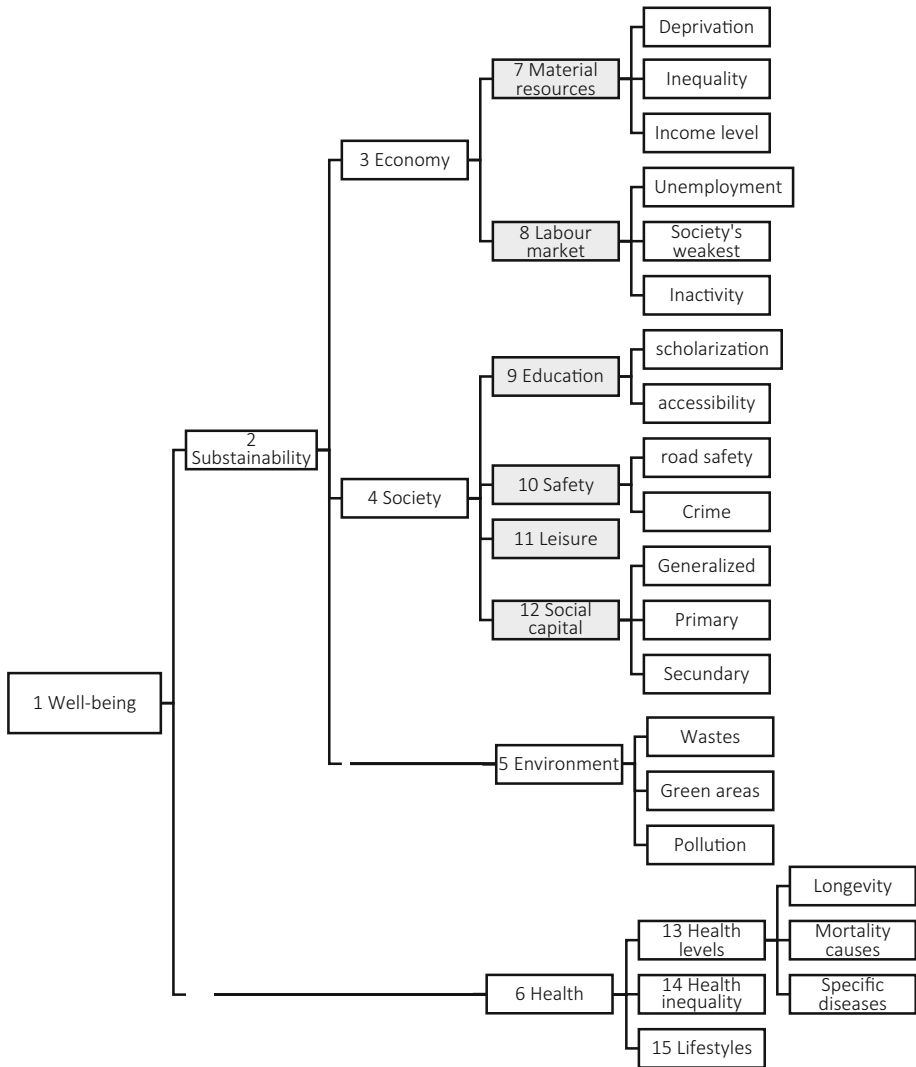 Deprivation
7 Material
resources
Inequality
Income level
3 Economy
Unemployment
8 Labour
market
Society's
weakest
Inactivity
scholarization
9 Education
accessibility
2
Substainability
road safety
4 Society
10 Safety
Crime
11 Leisure
Generalized
12 Social
capital
Primary
Secundary
1 Well-being
Wastes
5 Environment
Green areas
Pollution
Longevity
13 Health
levels
Mortality
causes
6 Health
14 Health
inequality
Specific
diseases
15 Lifestyles